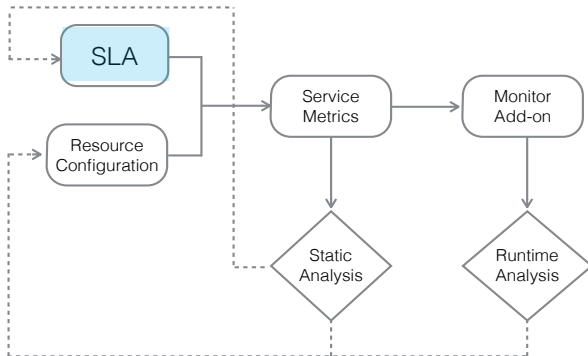 SLA
Service
Metrics
Monitor
Add-on
Resource
Configuration
Static
Analysis
Runtime
Analysis